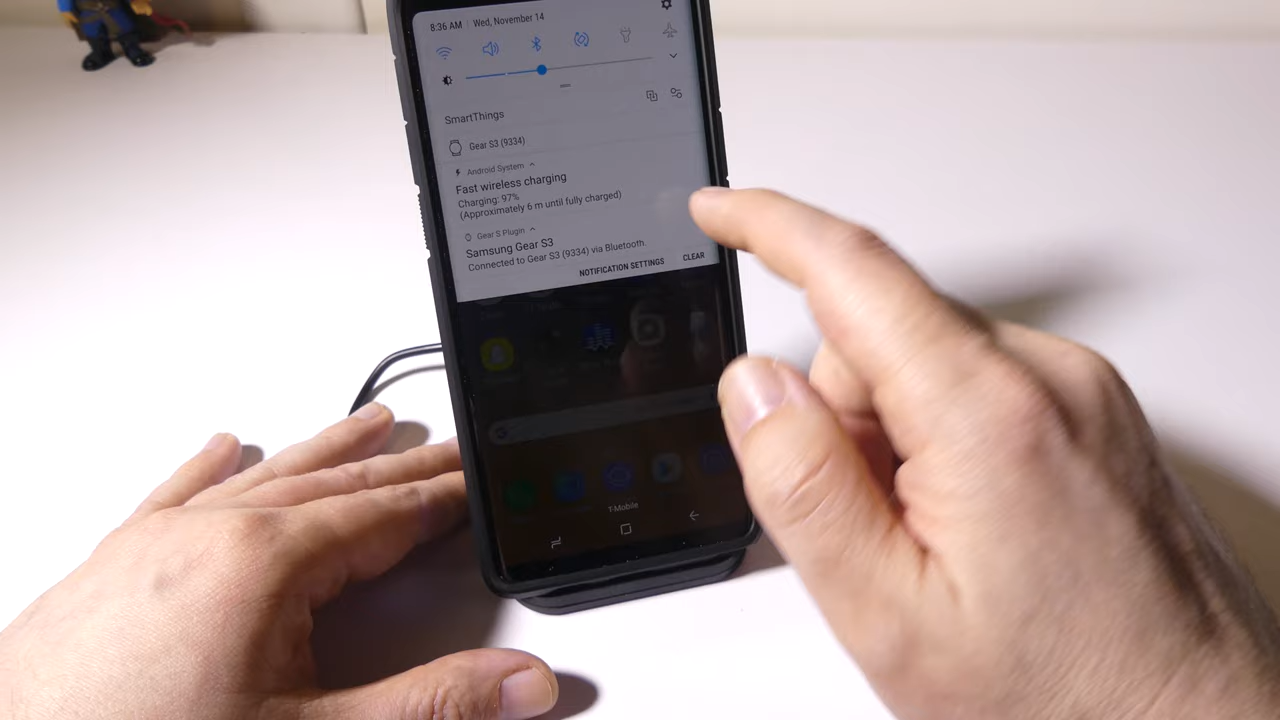 8:36 AM | Wed, November 14
SmartThings
Gear S3 (9334)
Android System
Fast wireless charging
Charging: 97%
(Approximately 6 m until fully charged)
Gear S Plugin
Samsung Gear S3
Connected to Gear S3 (9334) via Bluetooth.
NOTIFICATION SETTINGS CLEAR
T-Mobile